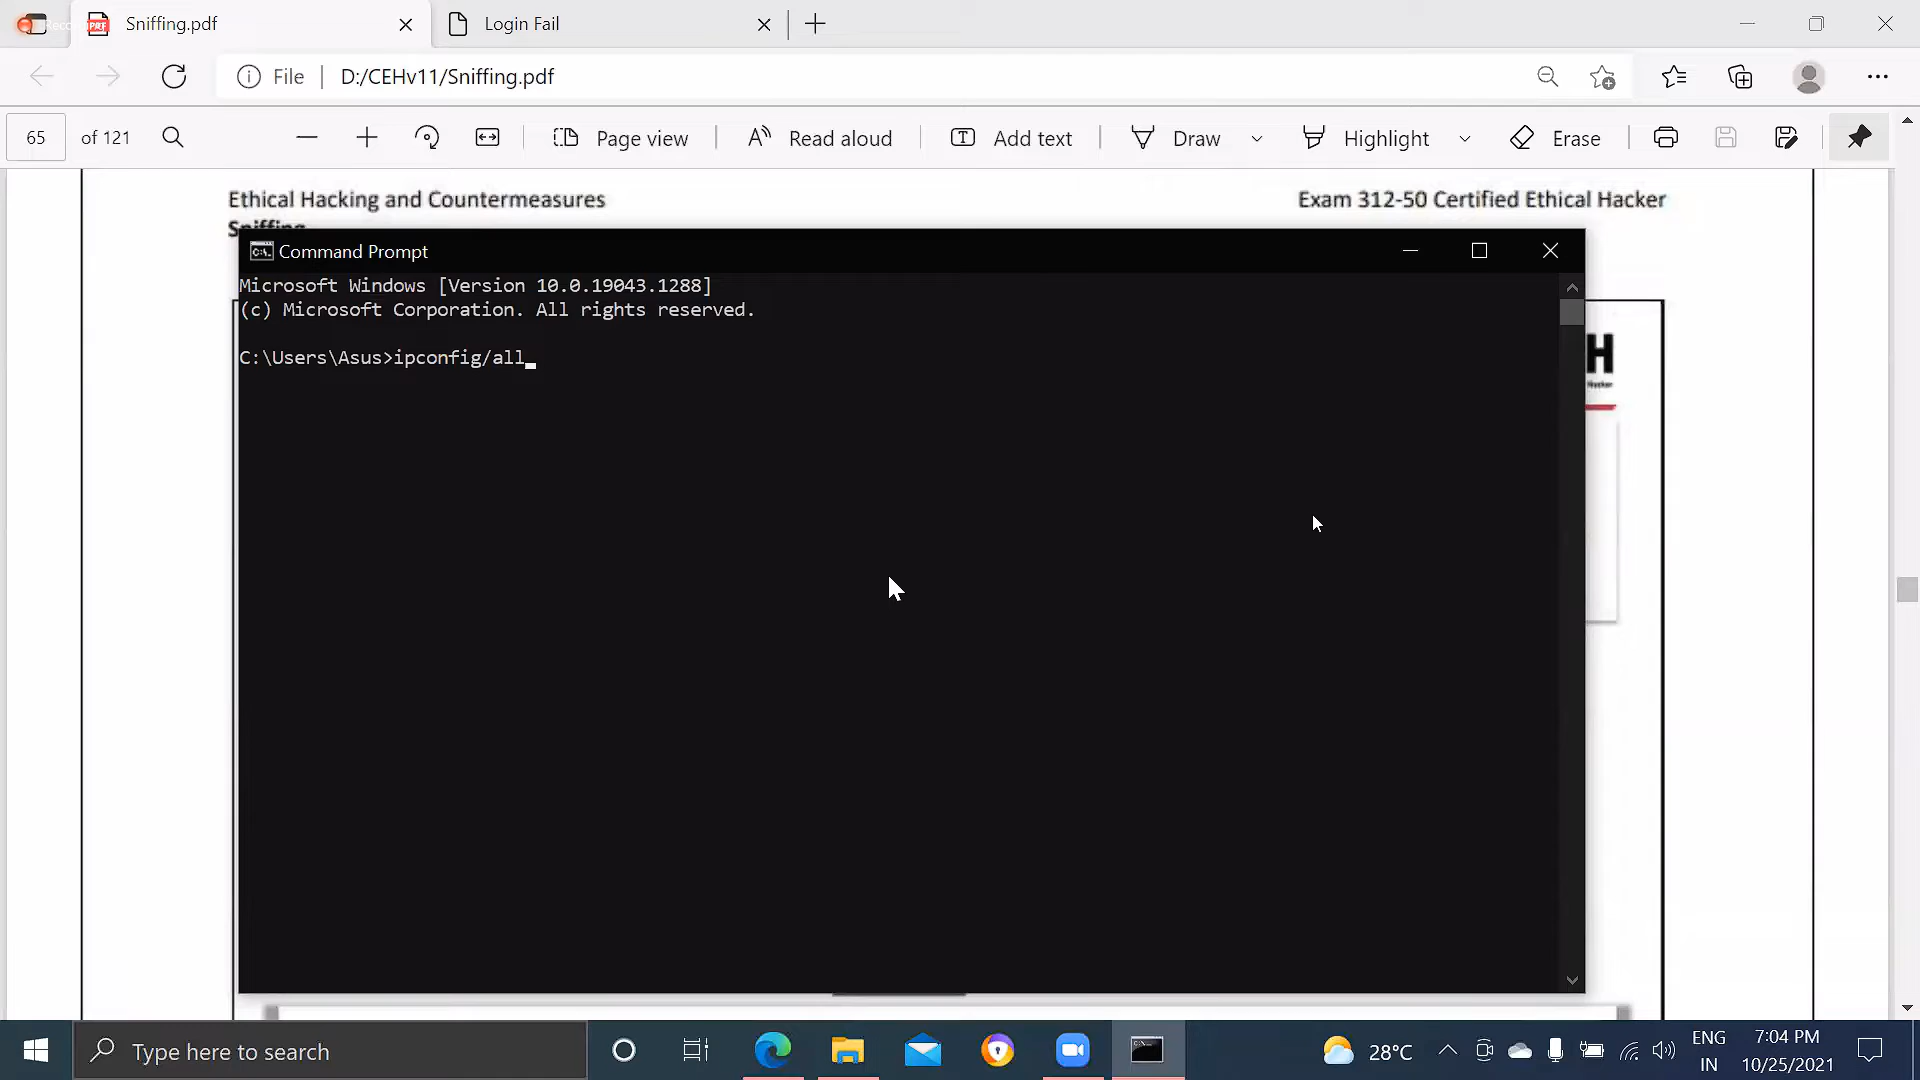 Sniffing.pdf
Login Fail
File
D:/CEHv11/Sniffing.pdf
65 of 121
Page view
Read aloud
Add text
Draw
Highlight
Erase
Ethical Hacking and Countermeasures
Exam 312-50 Certified Ethical Hacker
Sniffing
Command Prompt
Microsoft Windows [Version 10.0.19043.1288]
(c) Microsoft Corporation. All rights reserved.
C:\Users\Asus>ipconfig/all
H
Hacker
Type here to search
28°C
ENG
IN
7:04 PM
10/25/2021